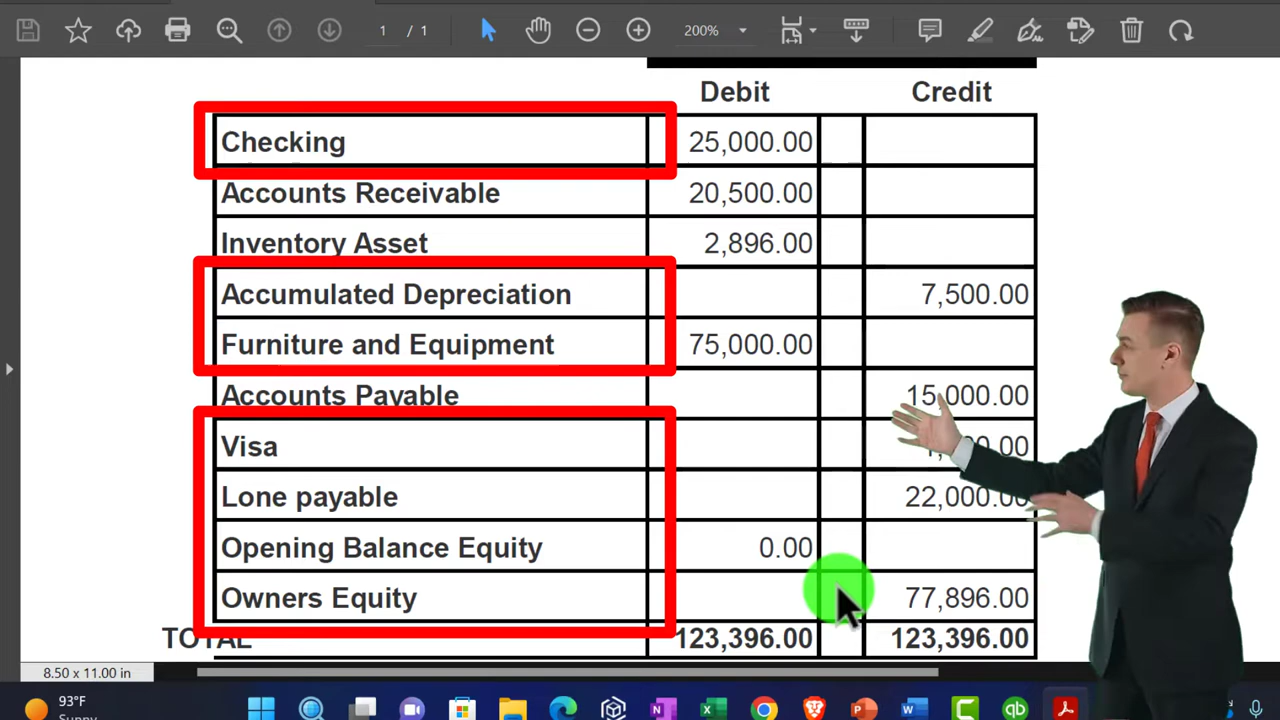 1 / 1 200%
Debit Credit
Checking 25,000.00
Accounts Receivable 20,500.00
Inventory Asset 2,896.00
Accumulated Depreciation 7,500.00
Furniture and Equipment 75,000.00
Accounts Payable 15,000.00
Visa
Lone payable 22,000.00
Opening Balance Equity 0.00
Owners Equity 77,896.00
TOTAL 123,396.00 123,396.00
8.50 x 11.00 in
93°F
Sunny